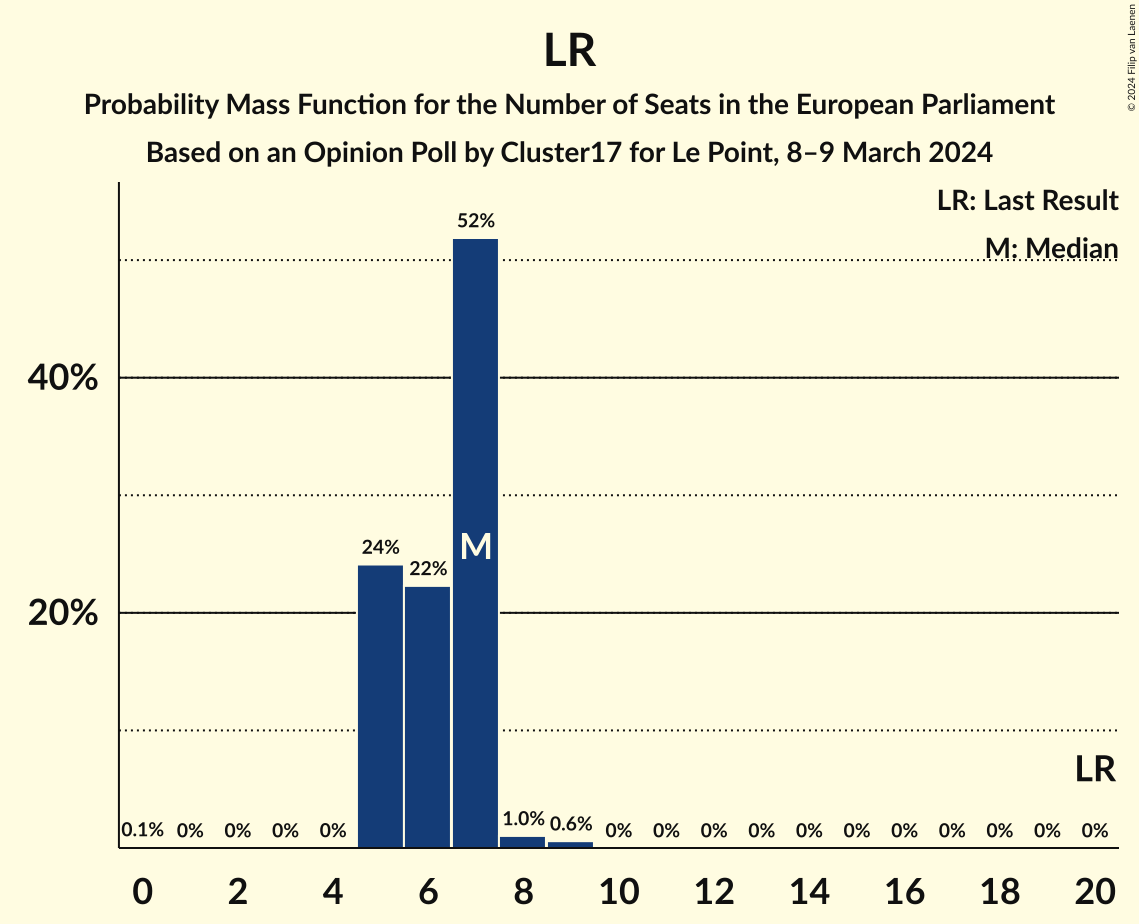 LR
Probability Mass Function for the Number of Seats in the European Parliament
Based on an Opinion Poll by Cluster17 for Le Point, 8–9 March 2024
© 2024 Filip van Laenen
LR: Last Result
M: Median
52%
40%
24%
22%
M
20%
LR
0.1% 0% 0% 0% 0% 1.0% 0.6% 0% 0% 0% 0% 0% 0% 0% 0% 0% 0% 0%
0 2 4 6 8 10 12 14 16 18 20